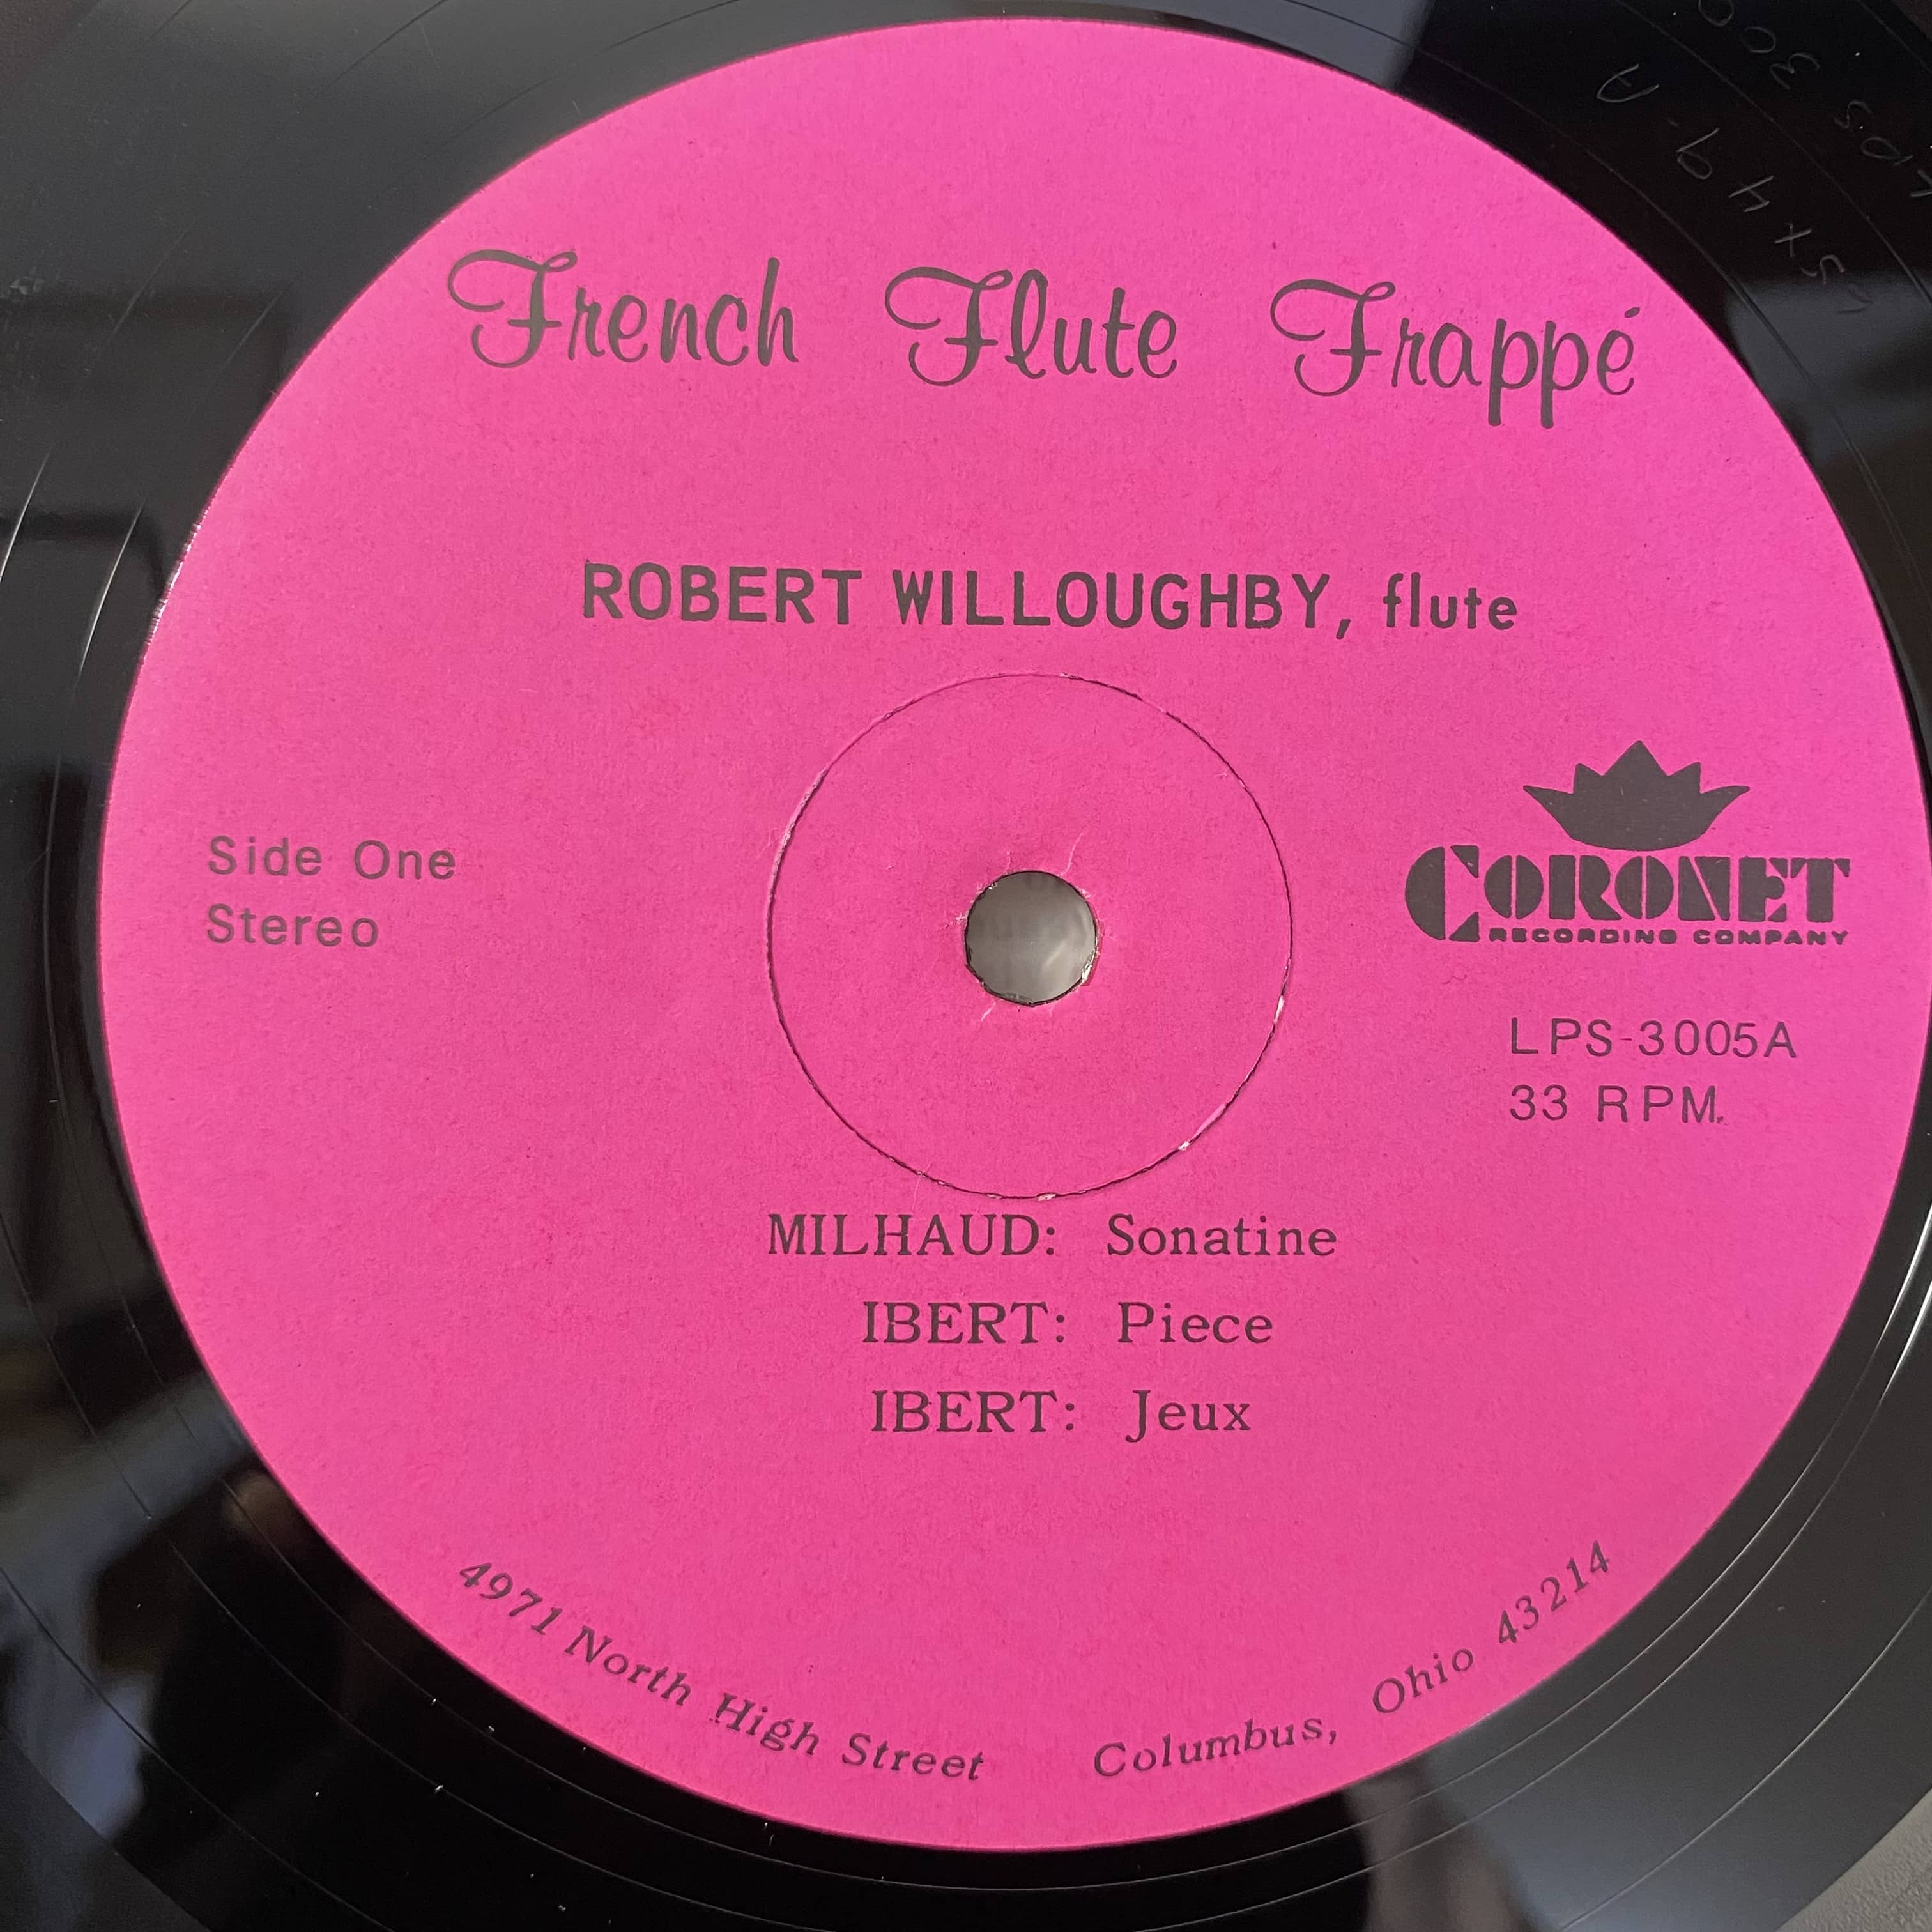 French Flute Frappé
ROBERT WILLOUGHBY, flute
Side One
Stereo
CORONET
RECORDING COMPANY
LPS-3005A
33 RPM.
MILHAUD: Sonatine
IBERT: Piece
IBERT: Jeux
4971 North High Street Columbus, Ohio 43214